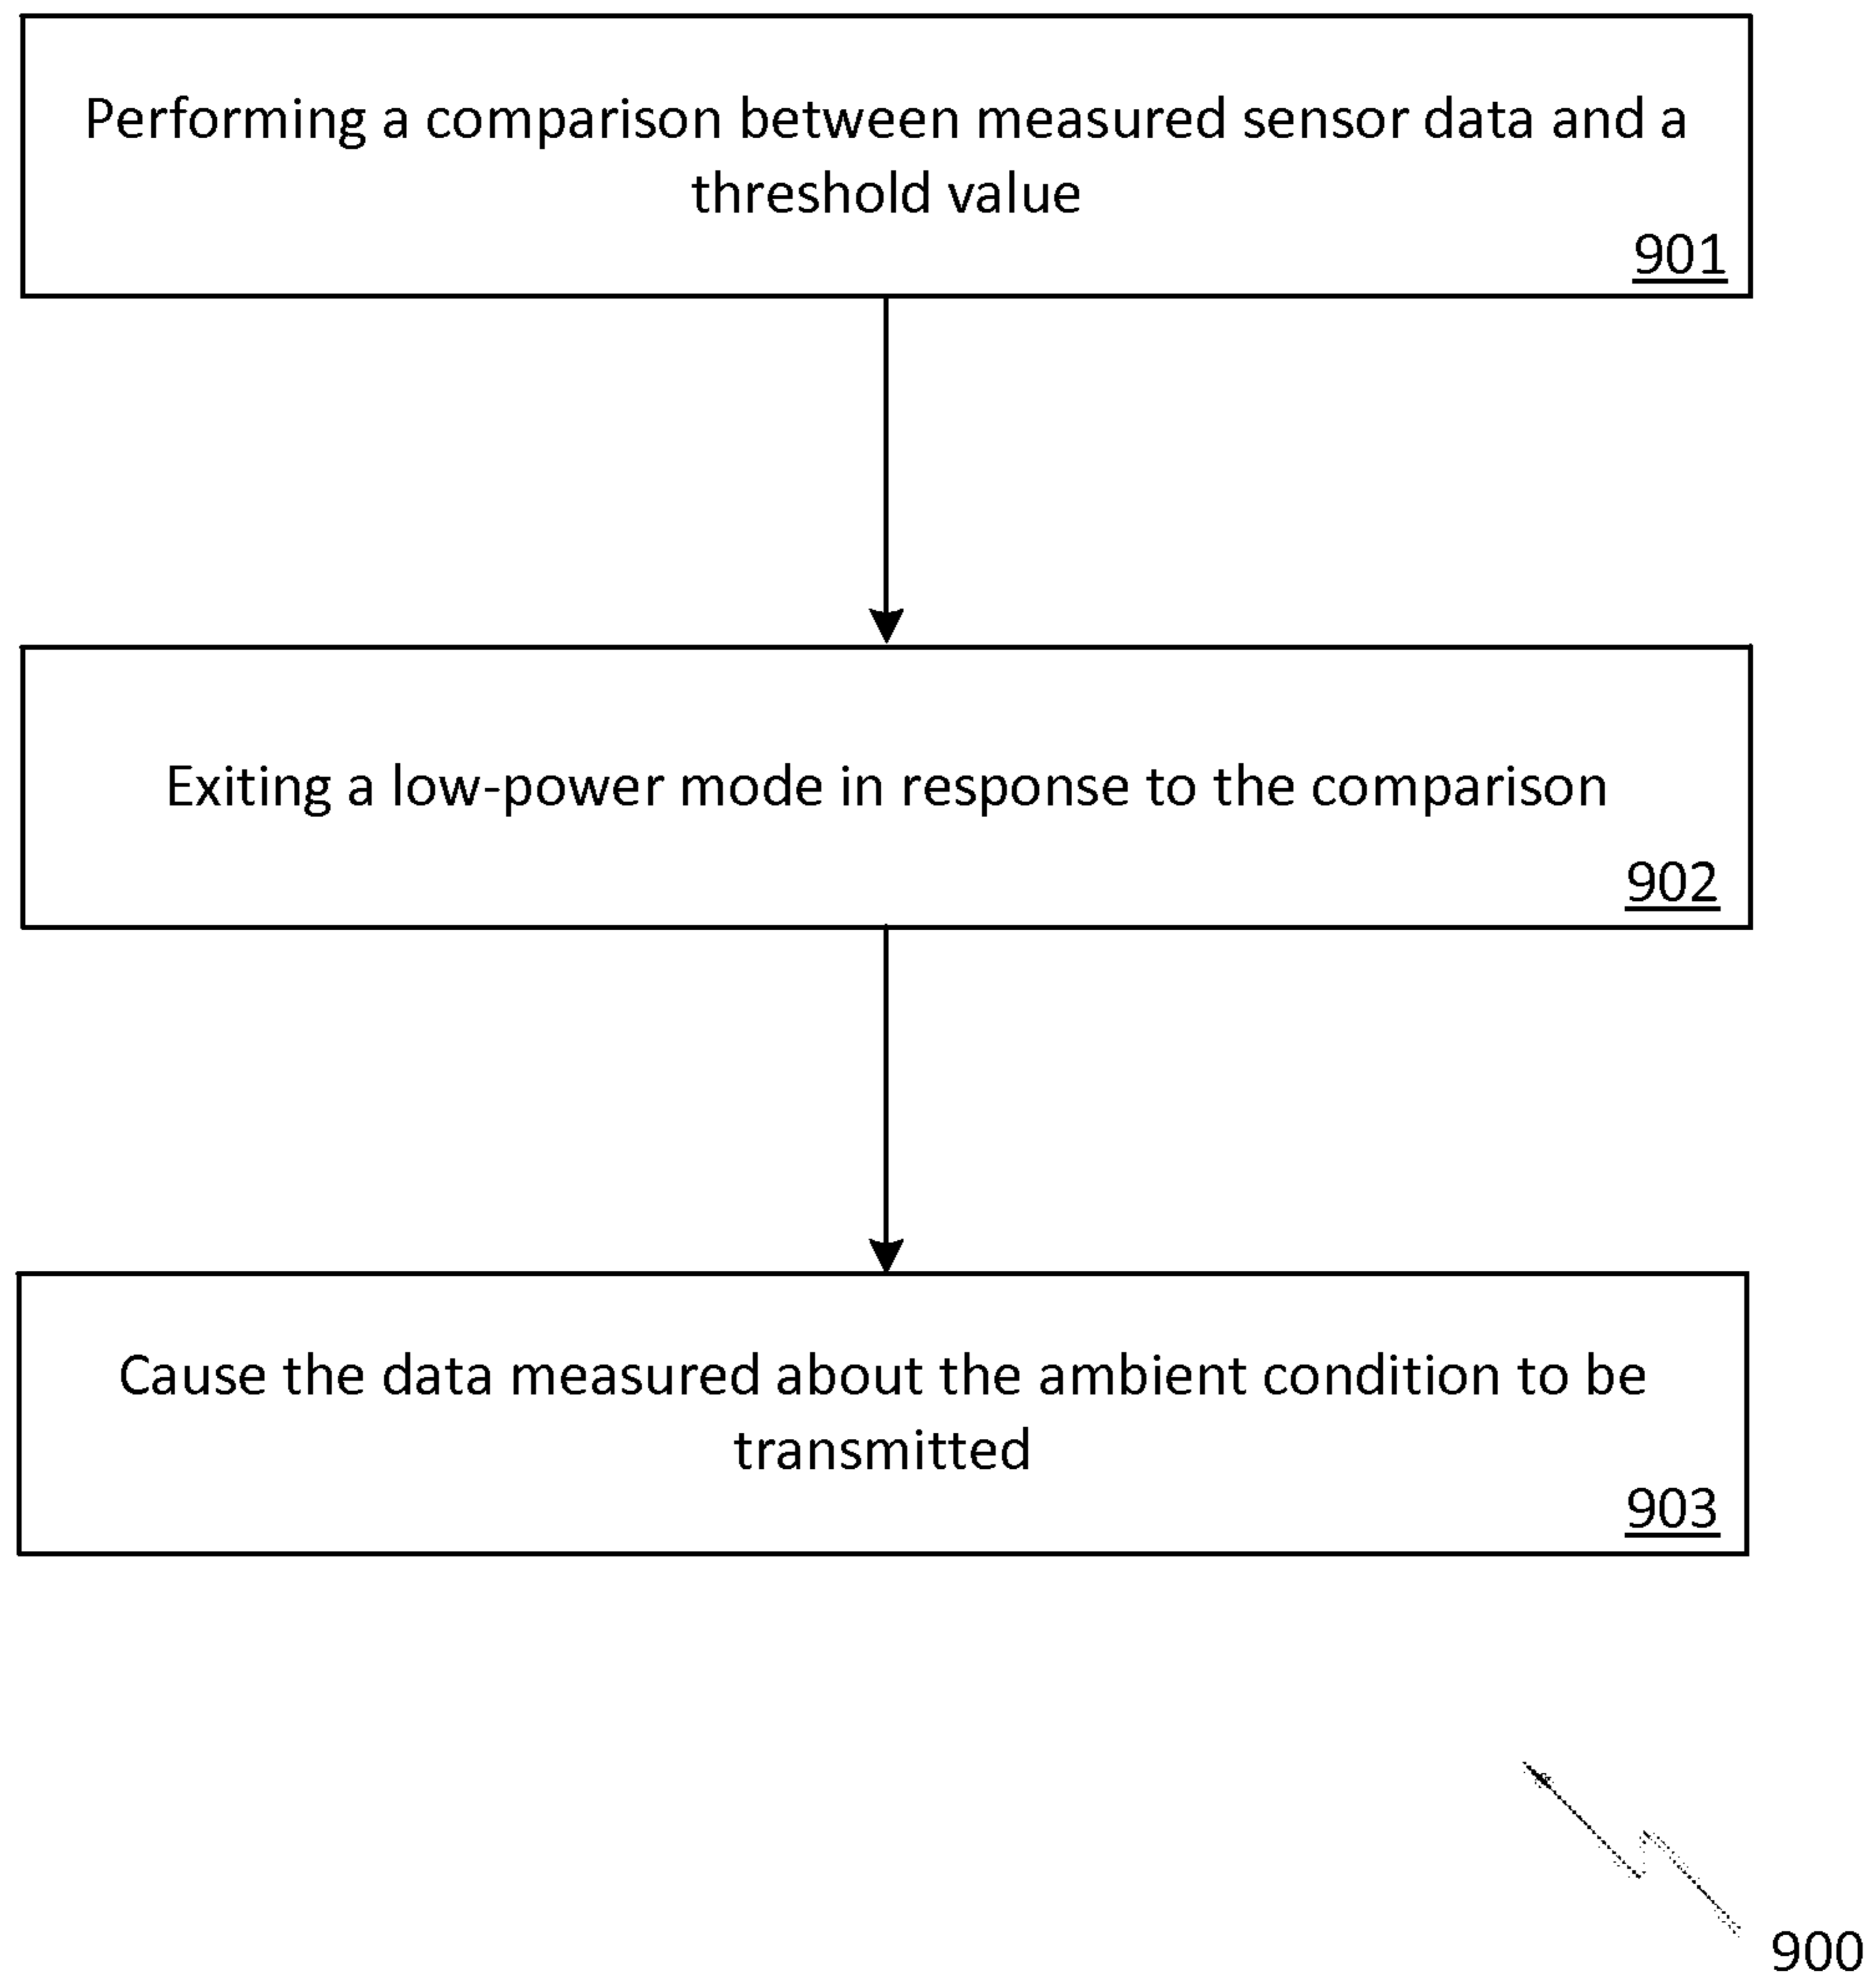 Performing a comparison between measured sensor data and a
threshold value
901
Exiting a low-power mode in response to the comparison
902
Cause the data measured about the ambient condition to be
transmitted
903
900